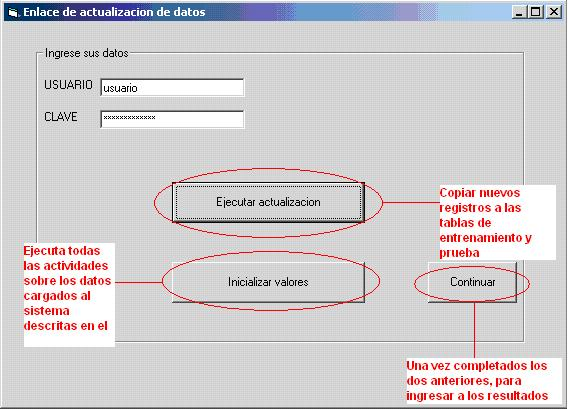 Enlace de actualizacion de datos
Ingrese sus datos
USUARIO
usuario
CLAVE
×××××××××××××
Ejecutar actualizacion
Copiar nuevos
registros a las
tablas de
entrenamiento y
prueba
Ejecuta todas
las actividades
sobre los datos
cargados al
sistema
descritas en el
Inicializar valores
Continuar
Una vez completados los
dos anteriores, para
ingresar a los resultados